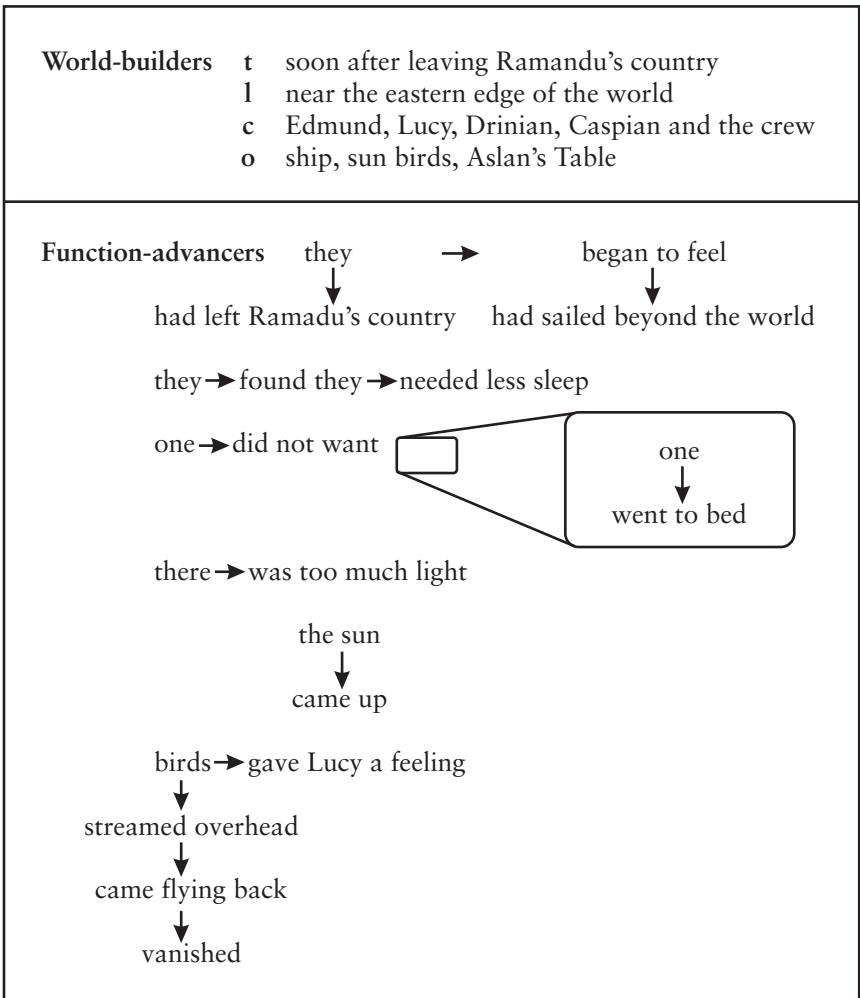 World-builders t soon after leaving Ramandu’s country
l near the eastern edge of the world
c Edmund, Lucy, Drinian, Caspian and the crew
o ship, sun birds, Aslan’s Table
Function-advancers they → began to feel
had left Ramadu’s country had sailed beyond the world
they → found they → needed less sleep
one → did not want
one
went to bed
there → was too much light
the sun
came up
birds → gave Lucy a feeling
streamed overhead
came flying back
vanished